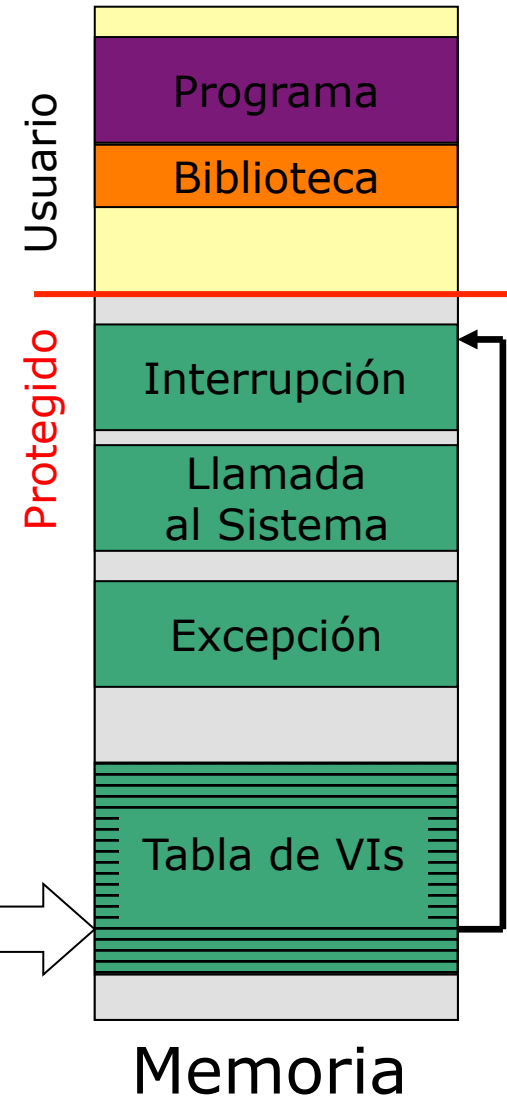 Usuario
Programa
Biblioteca
Protegido
Interrupción
Llamada
al Sistema
Excepción
Tabla de VIs
Memoria